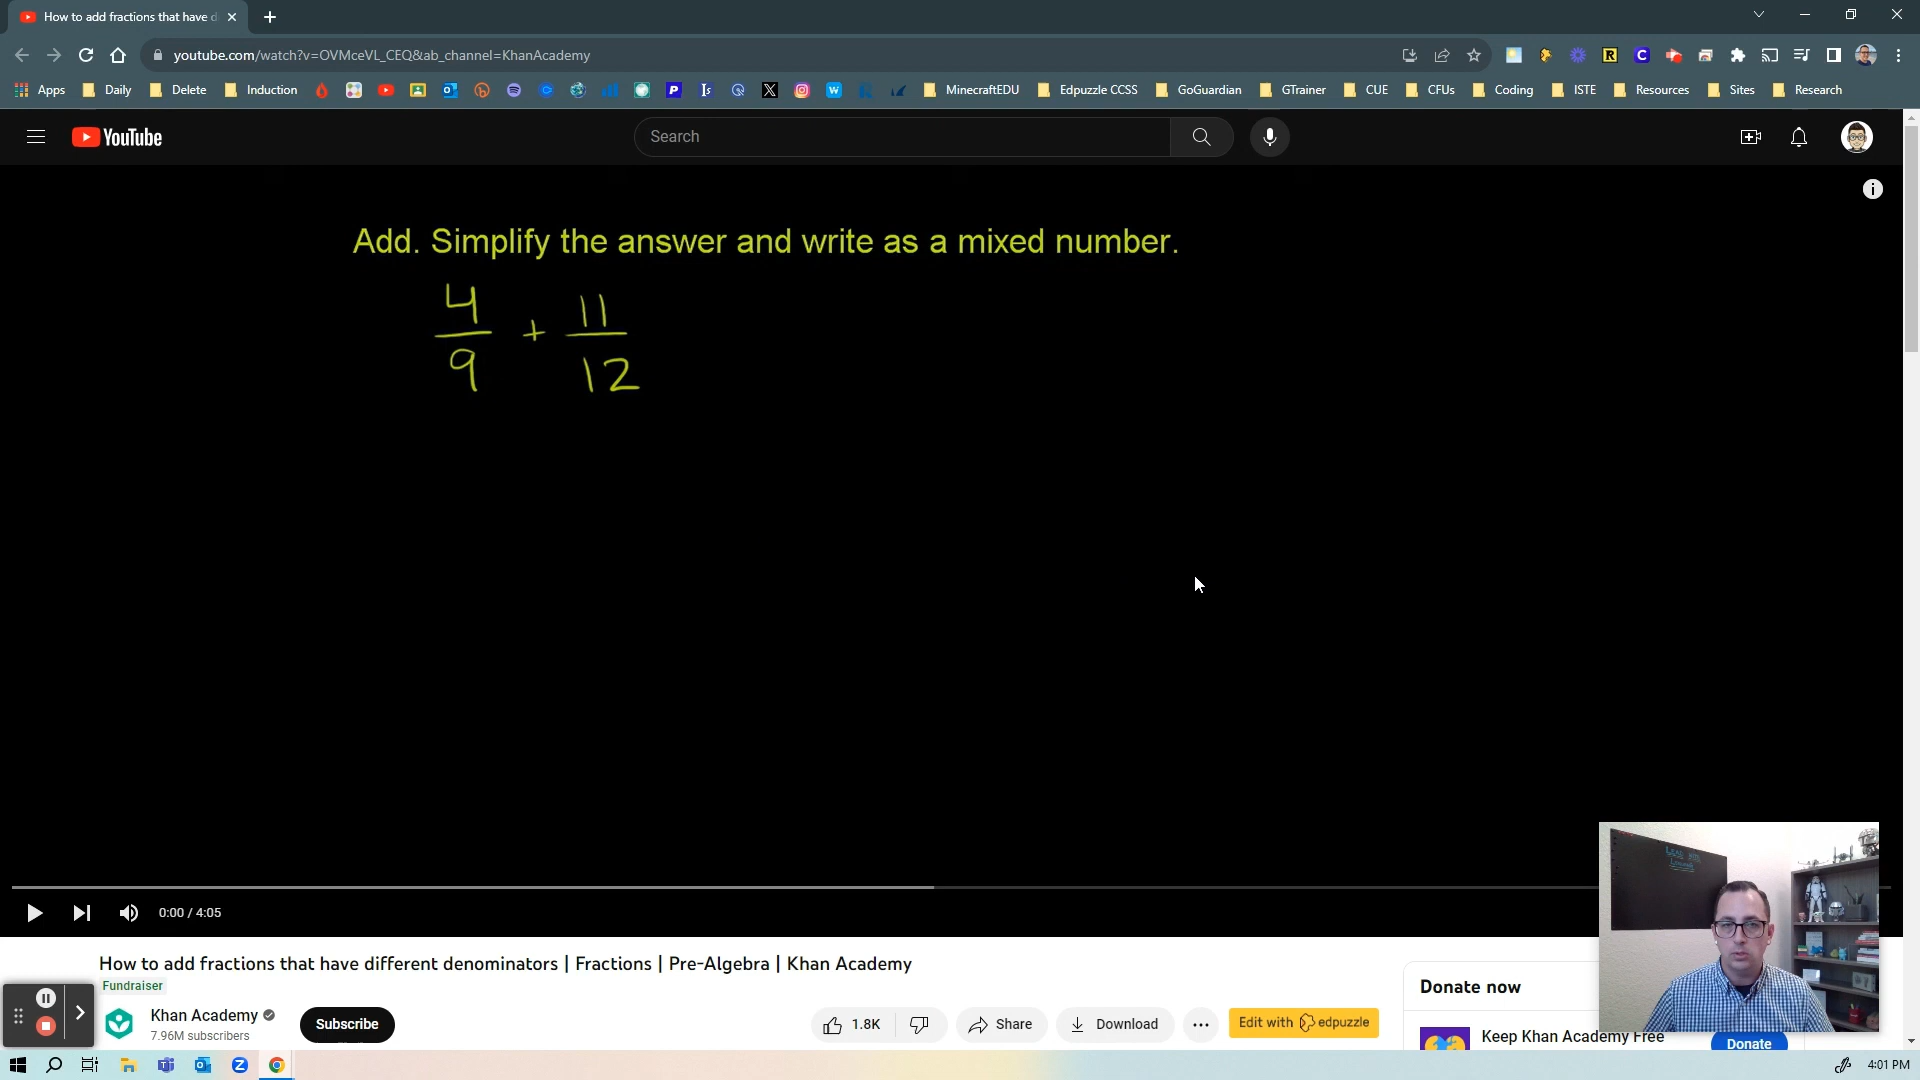 How to add fractions that have d
youtube.com/watch?v=OVMceVL_CEQ&ab_channel=KhanAcademy
Apps Daily Delete Induction MinecraftEDU Edpuzzle CCSS GoGuardian GTrainer CUE CFUs Coding ISTE Resources Sites Research
YouTube
Search
Add. Simplify the answer and write as a mixed number.
4/9 + 11/12
0:00 / 4:05
How to add fractions that have different denominators | Fractions | Pre-Algebra | Khan Academy
Fundraiser
Khan Academy
7.96M subscribers
Subscribe
1.8K
Share
Download
Edit with edpuzzle
Donate now
Keep Khan Academy Free
Donate
4:01 PM